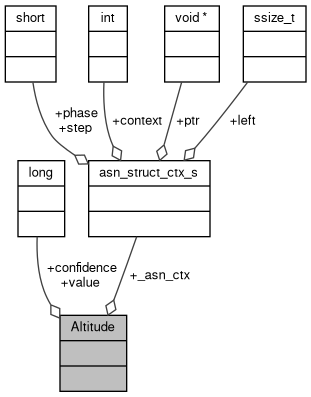 short
int
void *
ssize_t
+phase
+step
+context
+ptr
+left
long
asn_struct_ctx_s
+confidence
+value
+_asn_ctx
Altitude